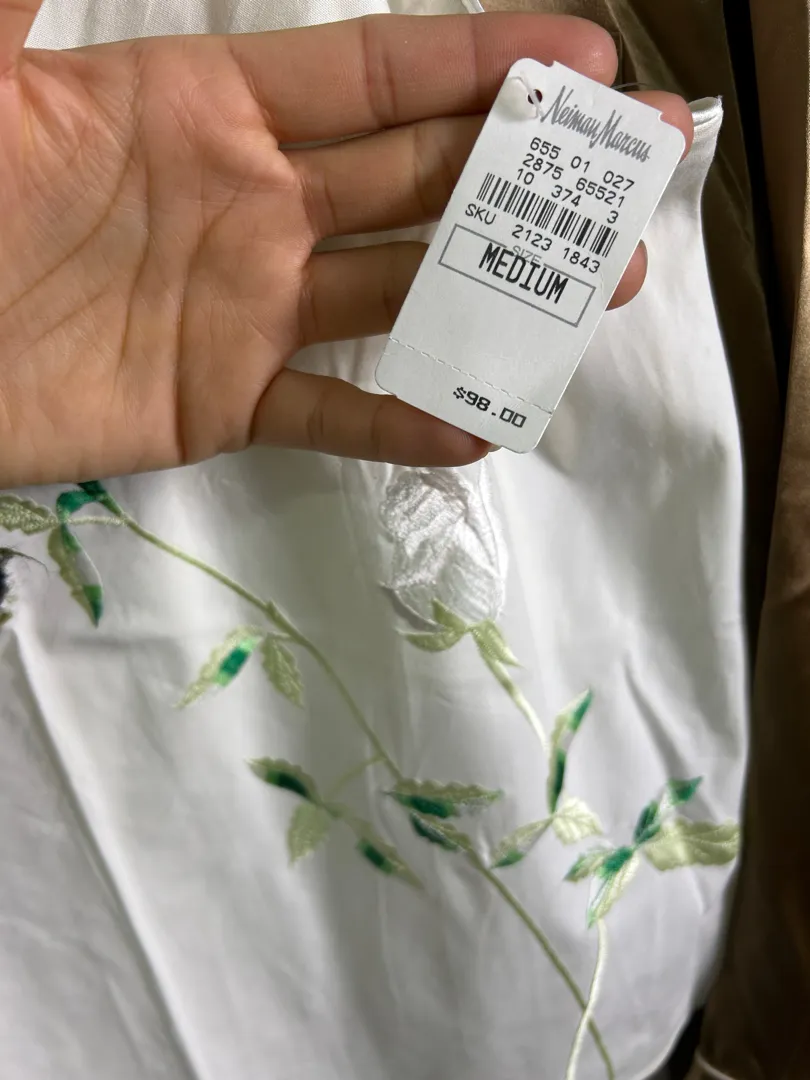 Neiman Marcus
655 01 027
2875 65521
10 374 3
SKU 2123 1843
SIZE
MEDIUM
$98.00